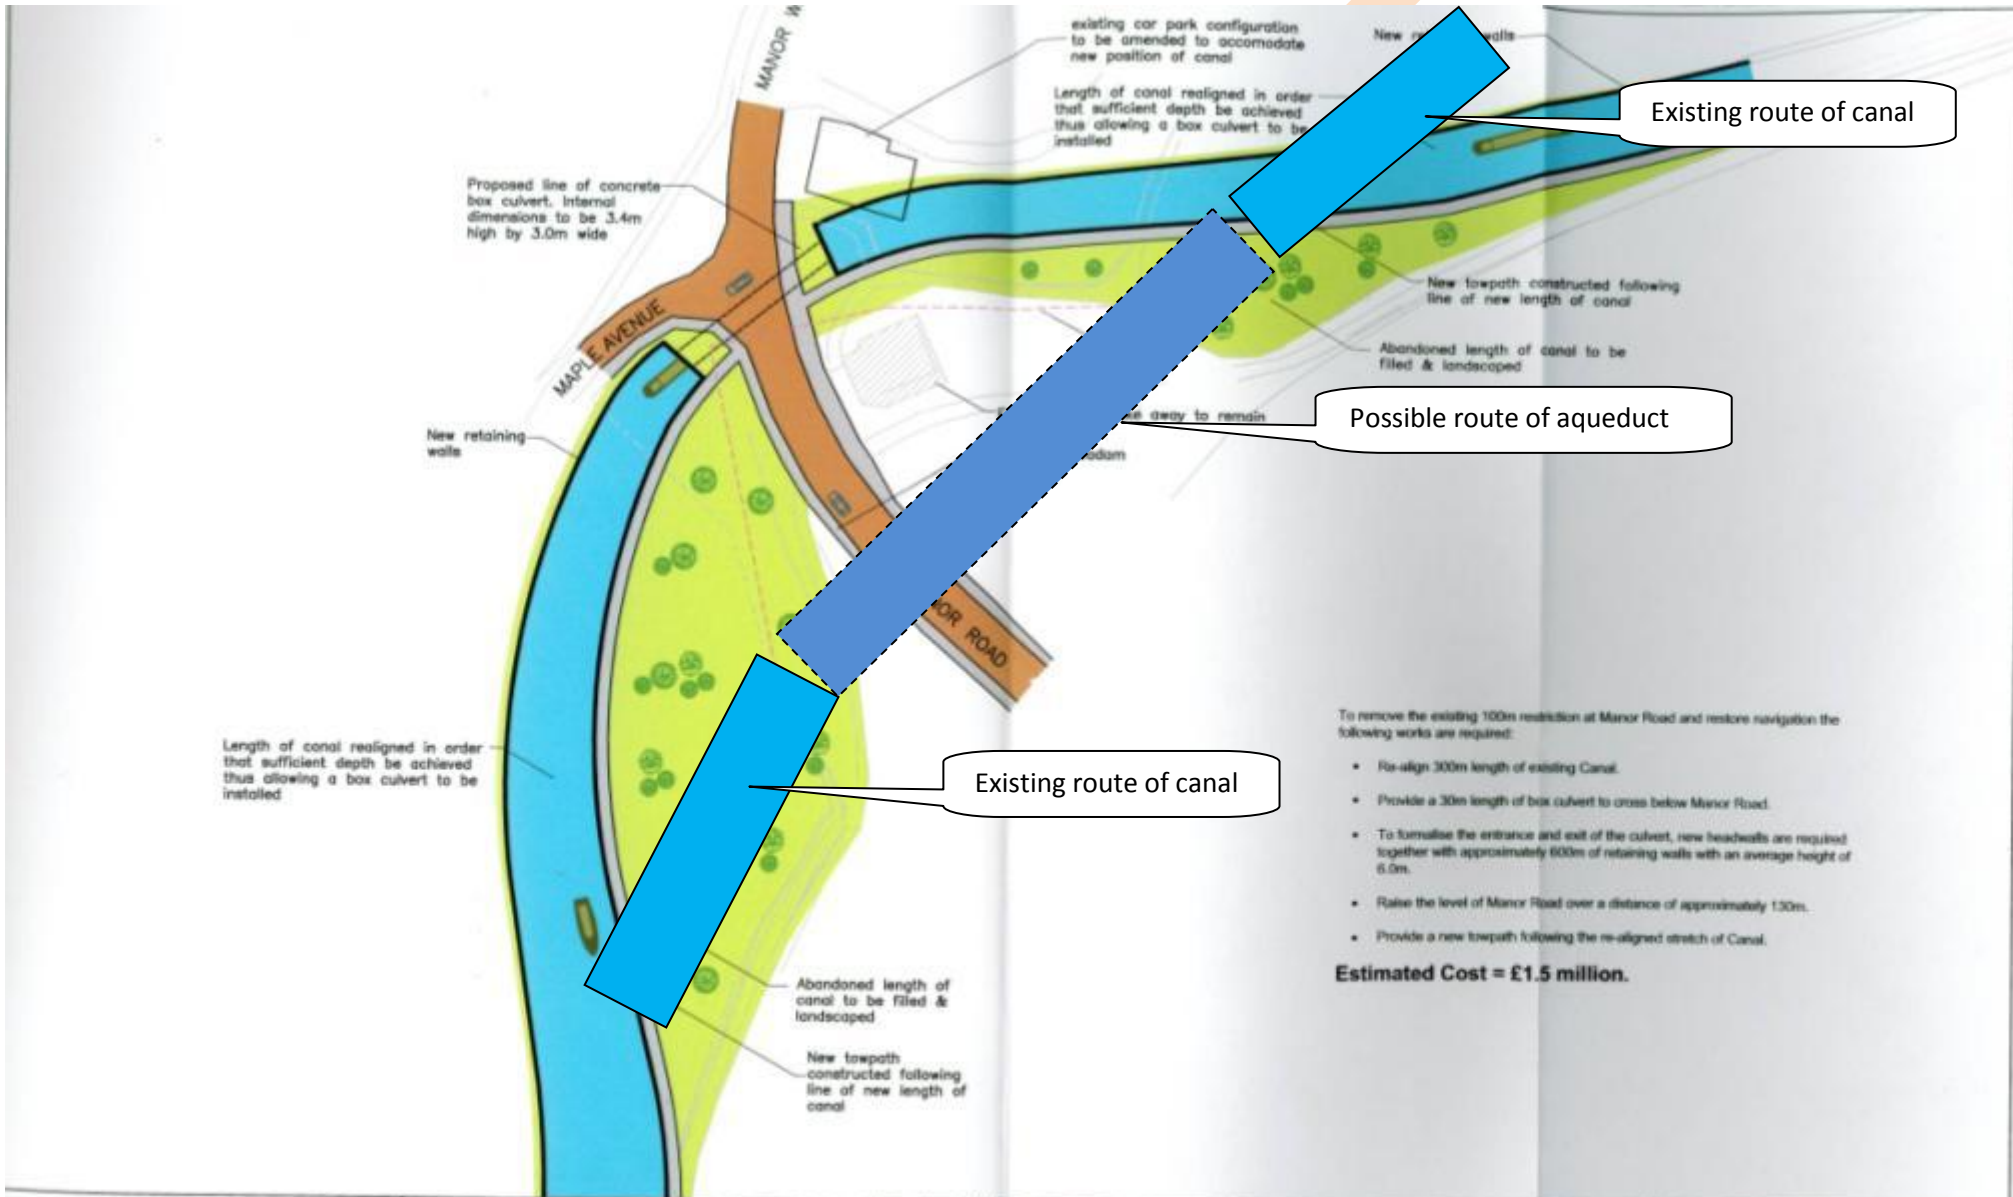 MANOR W
existing car park configuration
to be amended to accomodate
new position of canal
New walls
Length of canal realigned in order
that sufficient depth be achieved
thus allowing a box culvert to be
installed
Existing route of canal
Proposed line of concrete
box culvert. Internal
dimensions to be 3.4m
high by 3.0m wide
New towpath constructed following
line of new length of canal
MAPLE AVENUE
Abandoned length of canal to be
filled & landscaped
Possible route of aqueduct
away to remain
New retaining
walls
NOR ROAD
To remove the existing 100m restriction at Manor Road and restore navigation the
following works are required:
• Re-align 300m length of existing Canal.
• Provide a 30m length of box culvert to cross below Manor Road.
• To formalise the entrance and exit of the culvert, new headwalls are required
together with approximately 600m of retaining walls with an average height of
6.0m.
• Raise the level of Manor Road over a distance of approximately 130m.
• Provide a new towpath following the re-aligned stretch of Canal.
Estimated Cost = £1.5 million.
Length of canal realigned in order
that sufficient depth be achieved
thus allowing a box culvert to be
installed
Existing route of canal
Abandoned length of
canal to be filled &
landscaped
New towpath
constructed following
line of new length of
canal